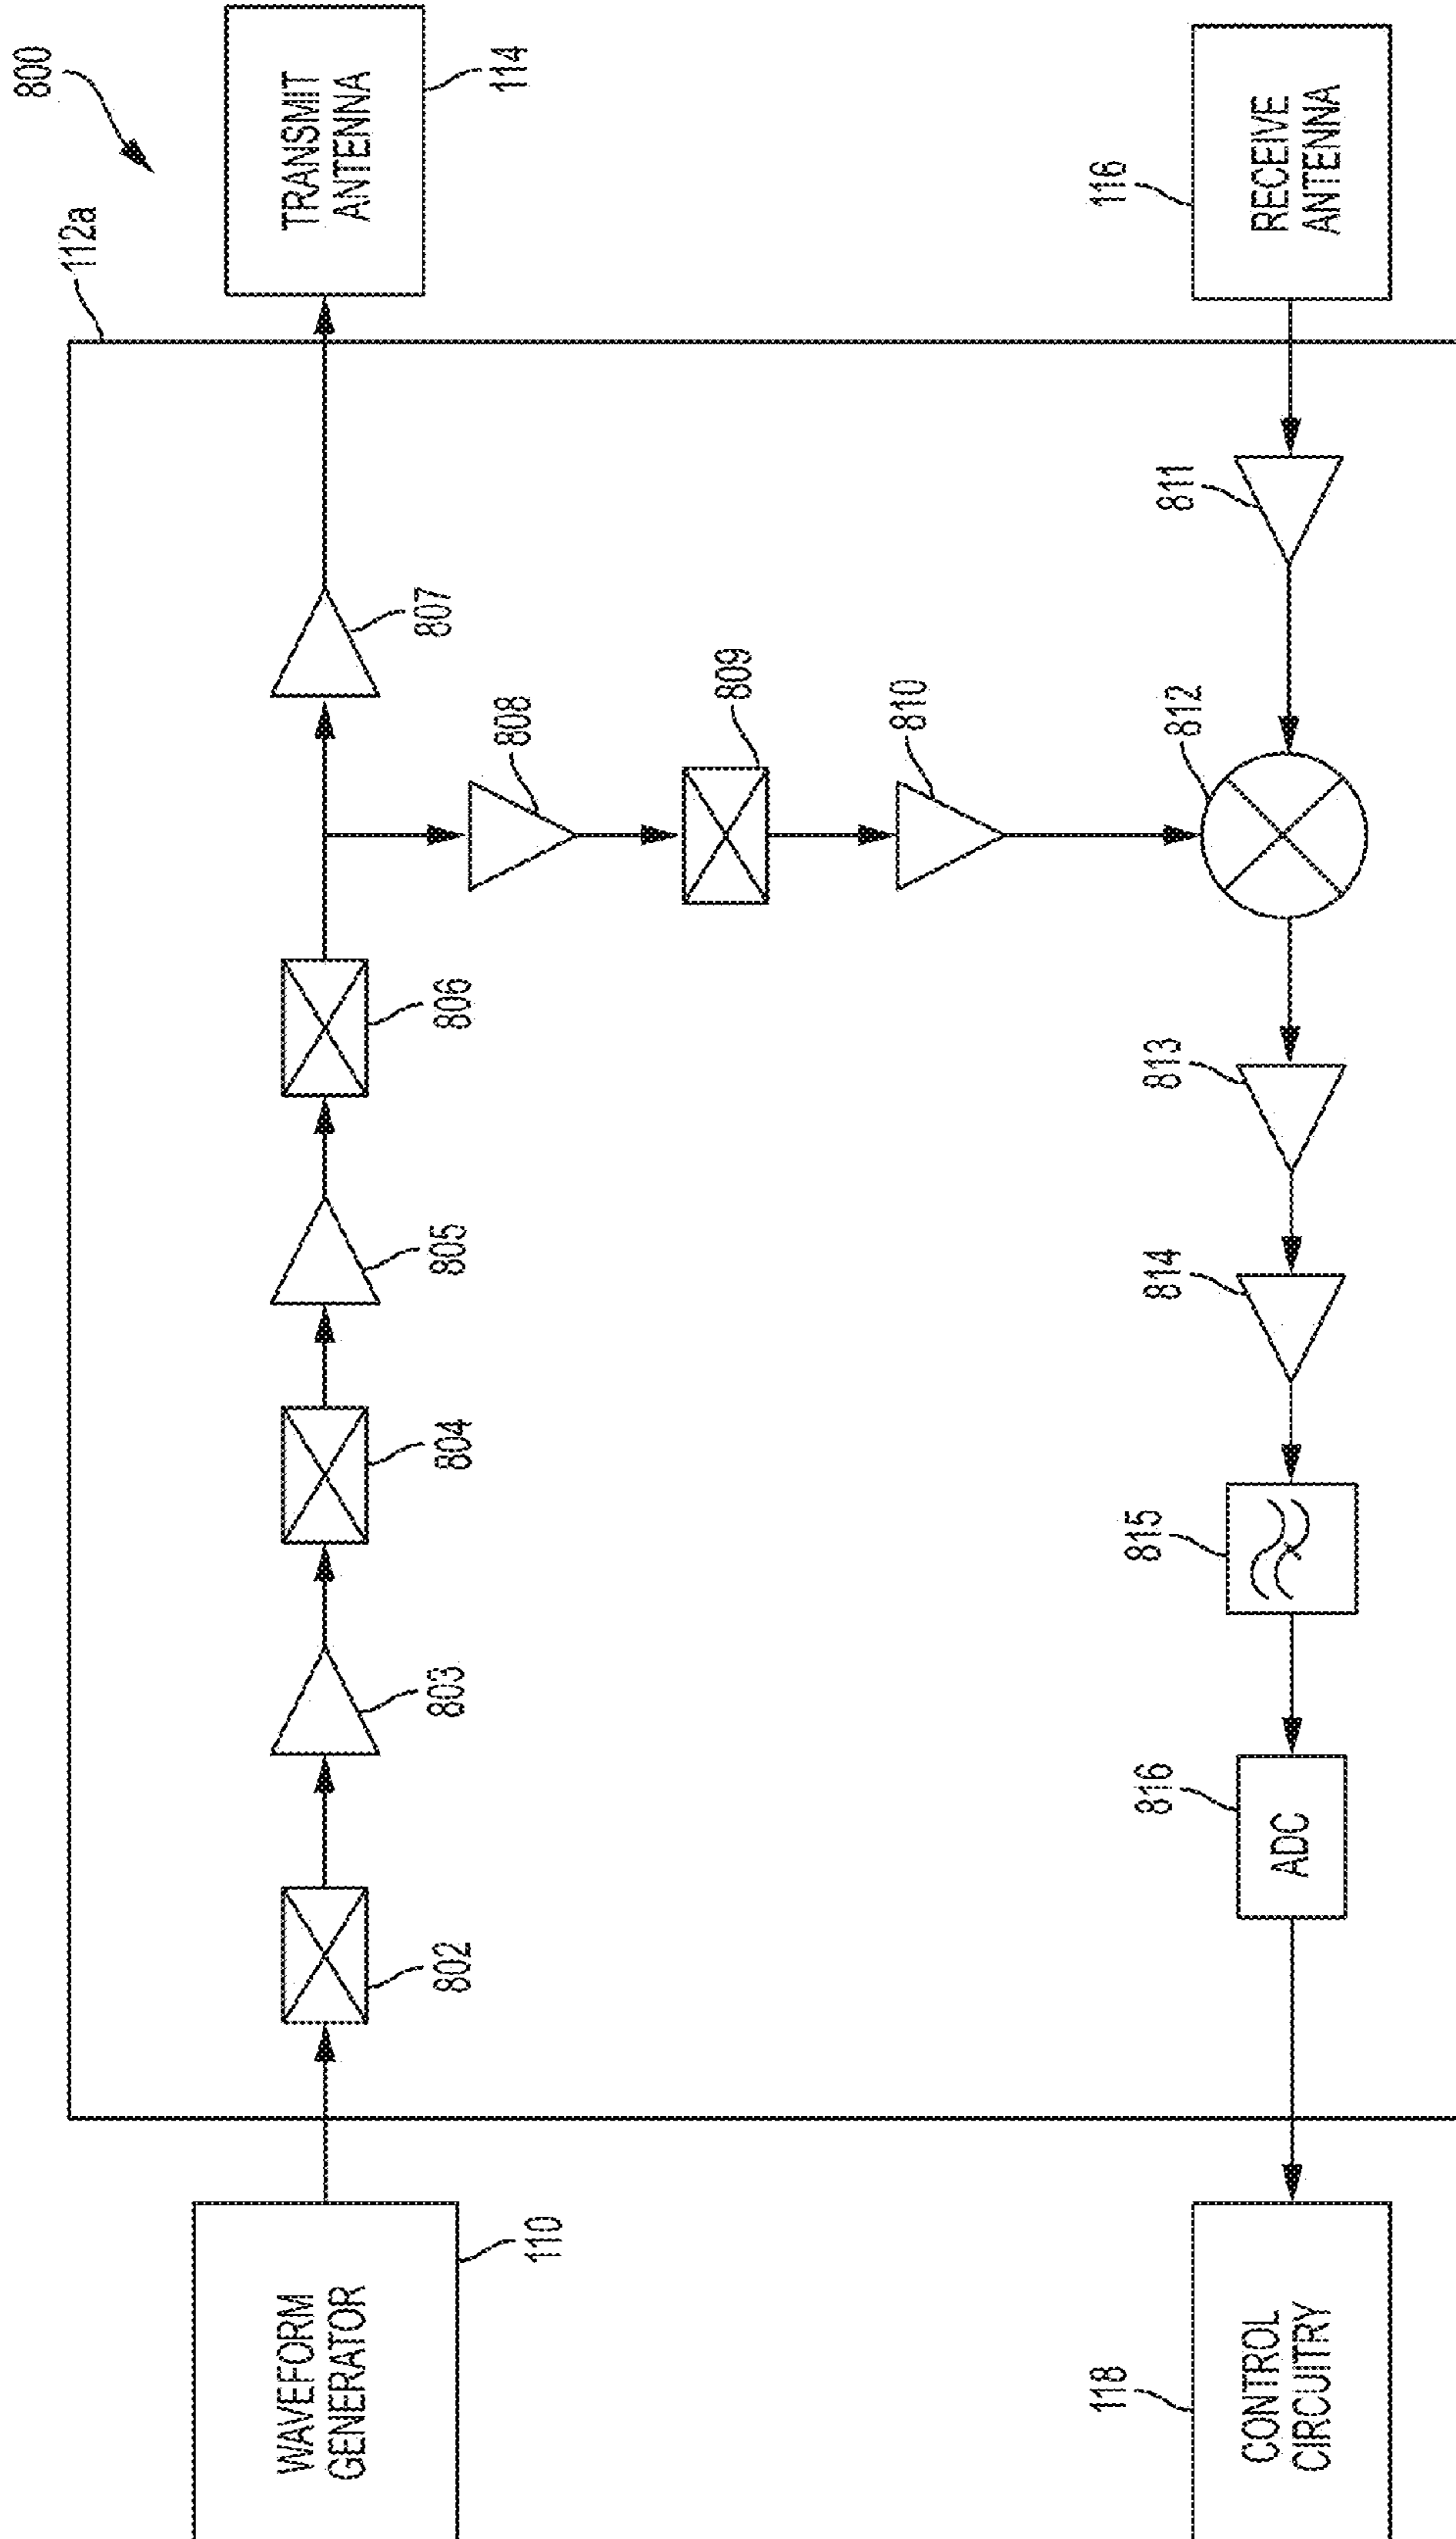 800
112a
WAVEFORM
GENERATOR
110
802
803
804
805
806
807
TRANSMIT
ANTENNA
114
808
809
810
CONTROL
CIRCUITRY
118
ADC
816
815
814
813
812
811
RECEIVE
ANTENNA
116